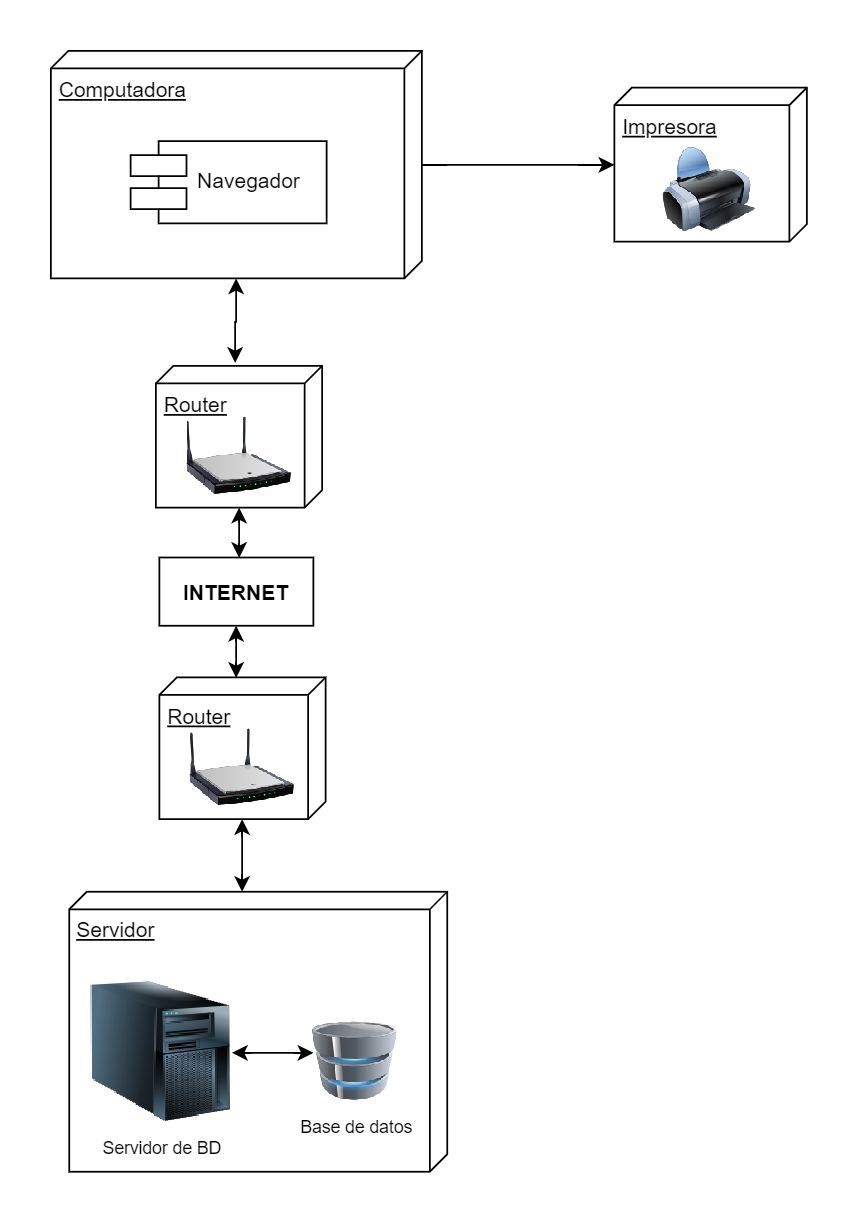 Computadora
Impresora
Navegador
Router
INTERNET
Router
Servidor
Base de datos
Servidor de BD